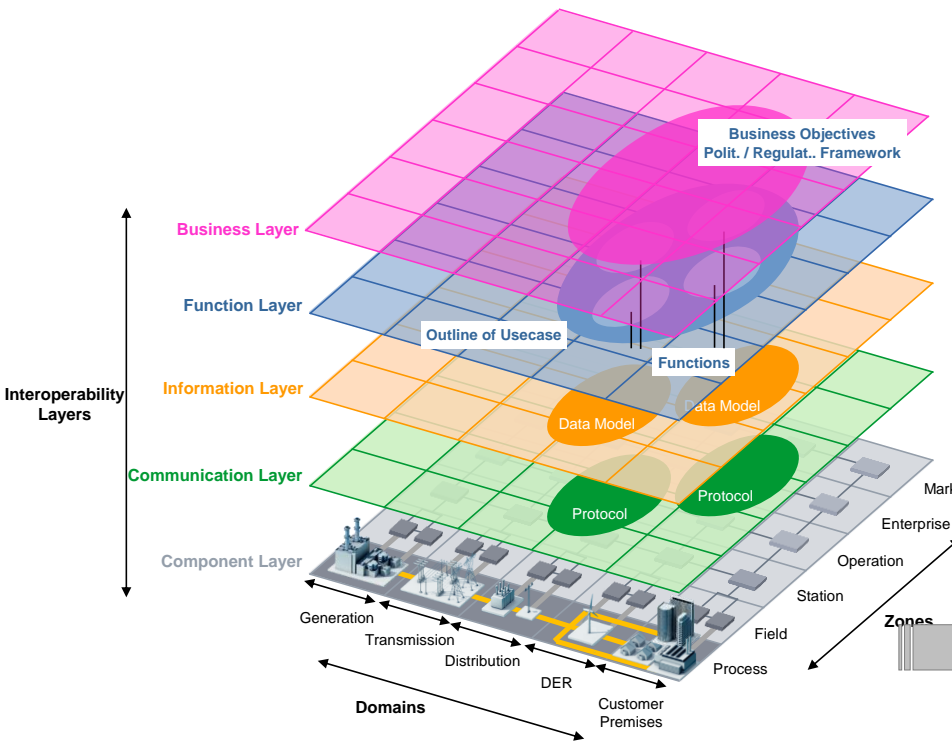 Business Objectives
Polit. / Regulat.. Framework
Business Layer
Function Layer
Outline of Usecase
Functions
Interoperability
Layers
Information Layer
Data Model
Data Model
Communication Layer
Protocol
Protocol
Component Layer
Mark
Enterprise
Operation
Station
Field
Process
Zones
Generation
Transmission
Distribution
DER
Customer
Premises
Domains